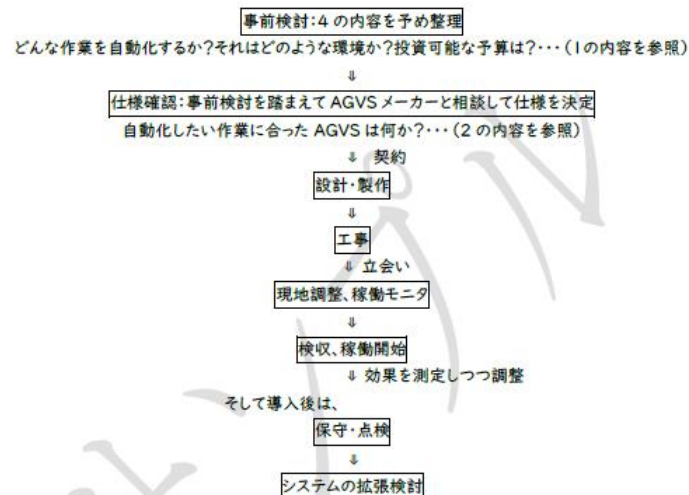 事前検討:4の内容を予め整理
どんな作業を自動化するか?それはどのような環境か?投資可能な予算は?・・・(1の内容を参照)
⇓
仕様確認:事前検討を踏まえてAGVSメーカーと相談して仕様を決定
自動化したい作業に合ったAGVSは何か?・・・(2の内容を参照)
⇓ 契約
設計・製作
⇓
工事
⇓ 立会い
現地調整、稼働モニタ
⇓
検収、稼働開始
⇓ 効果を測定しつつ調整
そして導入後は、
保守・点検
⇓
システムの拡張検討
サンプル